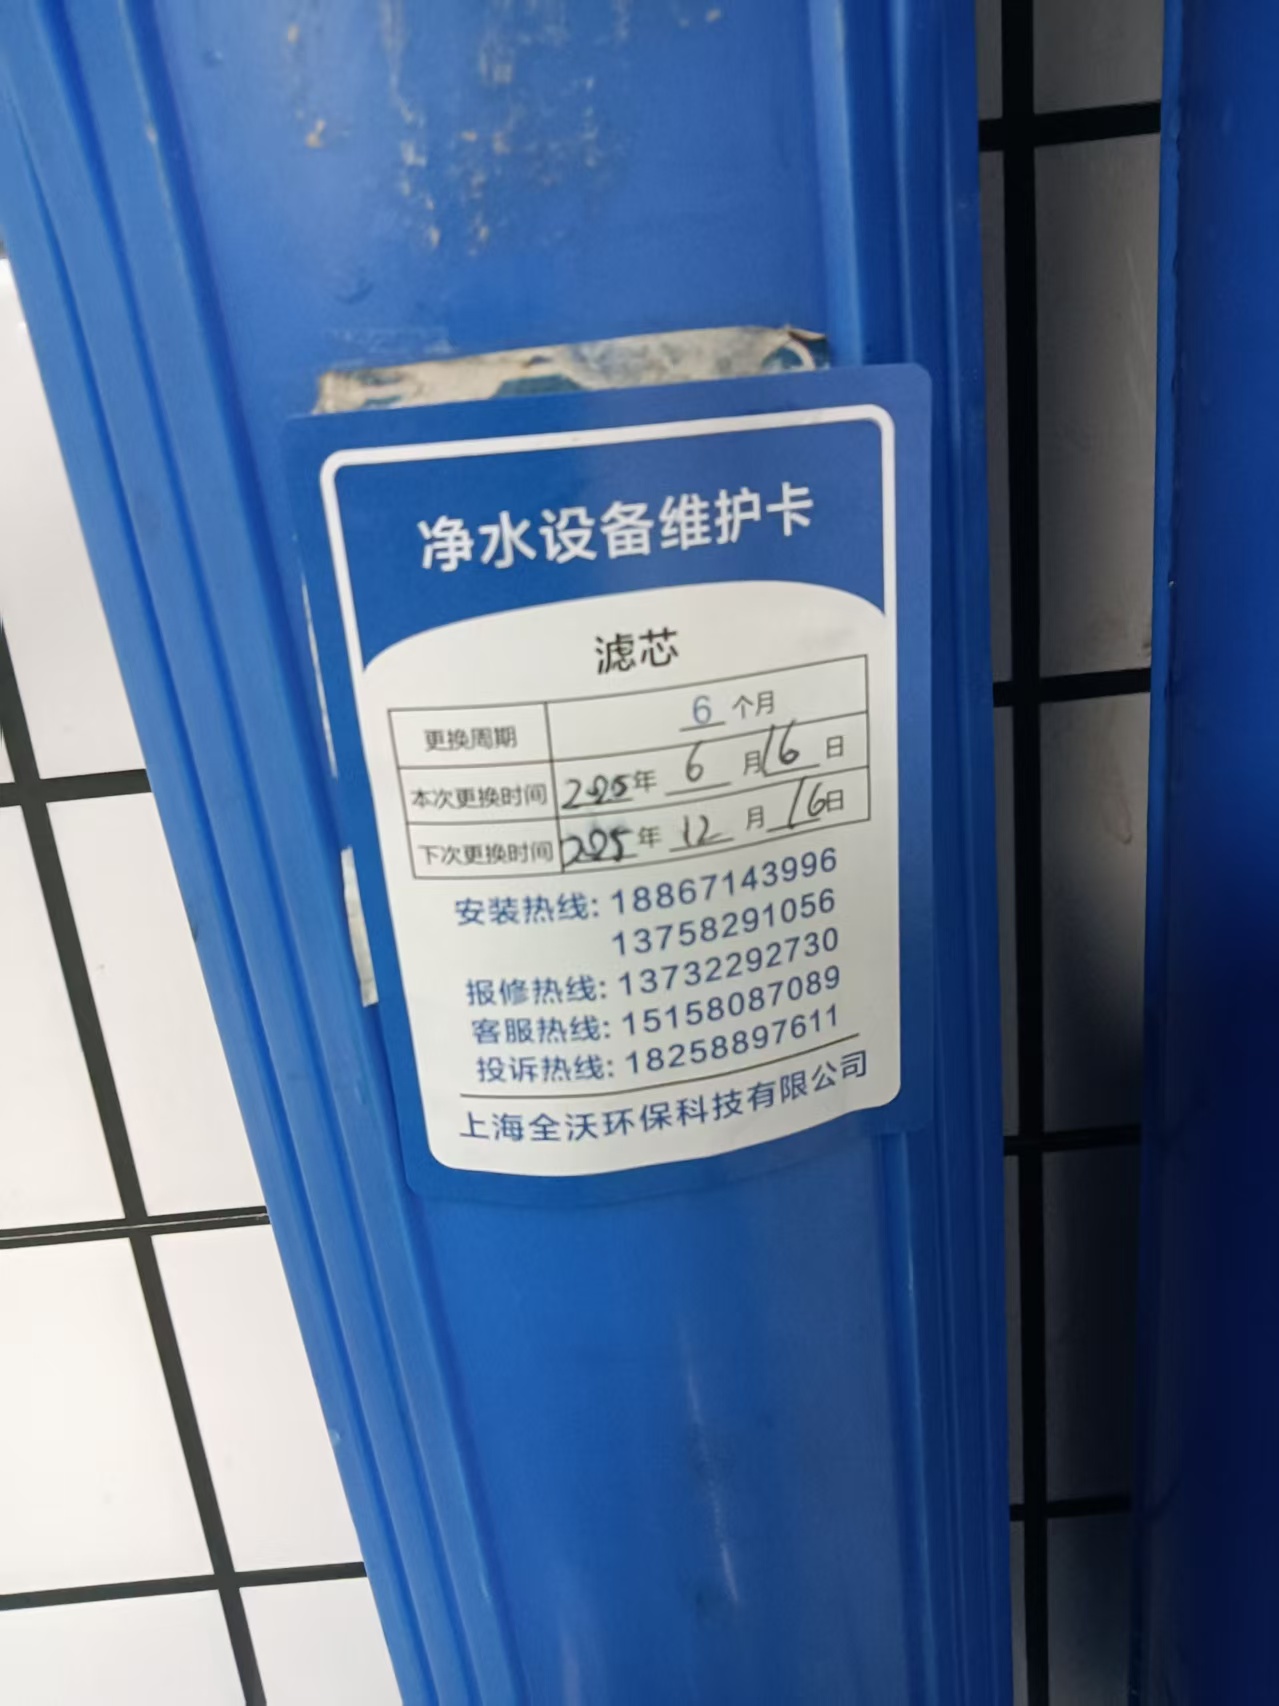 净水设备维护卡
滤芯
更换周期 6 个月
本次更换时间 2025年 6 月16日
下次更换时间 2025年 12 月16日
安装热线: 18867143996
13758291056
报修热线: 13732292730
客服热线: 15158087089
投诉热线: 18258897611
上海全沃环保科技有限公司